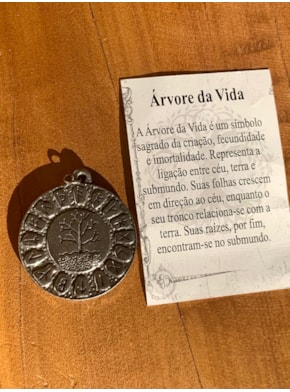 Árvore da Vida
A Árvore da Vida é um símbolo
sagrado da criação, fecundidade
e imortalidade. Representa a
ligação entre céu, terra e
submundo. Suas folhas crescem
em direção ao céu, enquanto o
seu tronco relaciona-se com a
terra. Suas raízes, por fim,
encontram-se no submundo.